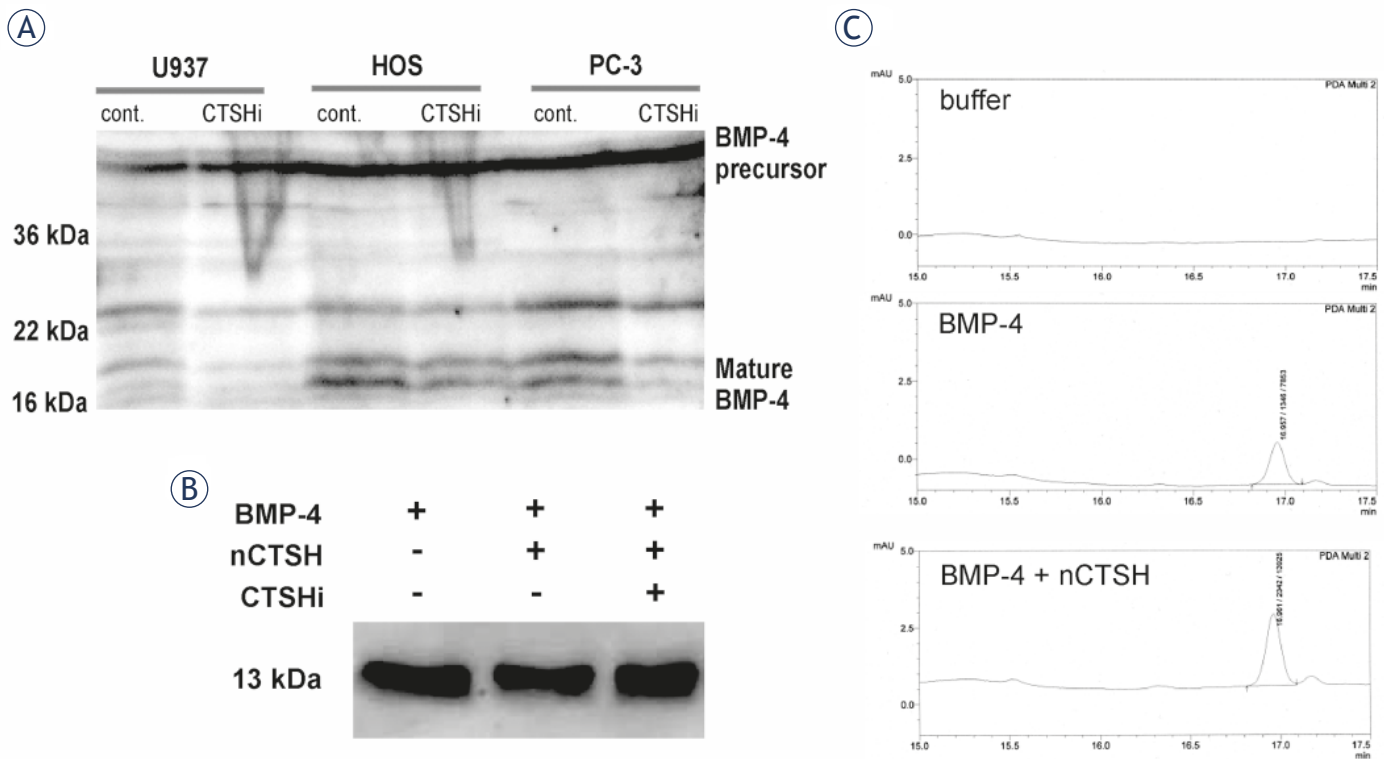 A
U937 HOS PC-3
cont. CTSHi cont. CTSHi cont. CTSHi
BMP-4
precursor
36 kDa
22 kDa
Mature
BMP-4
16 kDa
B
BMP-4 + + +
nCTSH - + +
CTSHi - - +
13 kDa
C
mAU
5.0 PDA Multi 2
buffer
2.5
0.0
15.0 15.5 16.0 16.5 17.0 17.5
min
mAU
5.0 PDA Multi 2
BMP-4
2.5
16.957 / 1346 / 7853
0.0
15.0 15.5 16.0 16.5 17.0 17.5
min
mAU
5.0 PDA Multi 2
BMP-4 + nCTSH
2.5
0.0
15.0 15.5 16.0 16.5 17.0 17.5
min